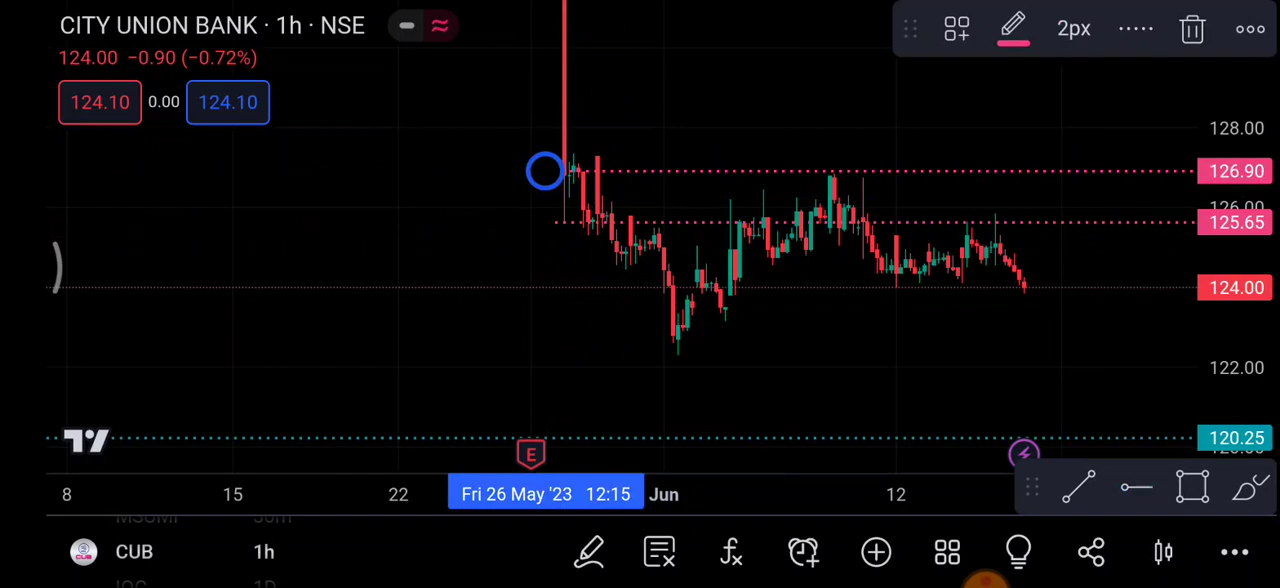 CITY UNION BANK · 1h · NSE
124.00 −0.90 (−0.72%)
124.10 0.00 124.10
2px
128.00
126.90
126.00
125.65
124.00
122.00
120.25
E
8 15 22 Fri 26 May '23 12:15 Jun 12
CUB 1h